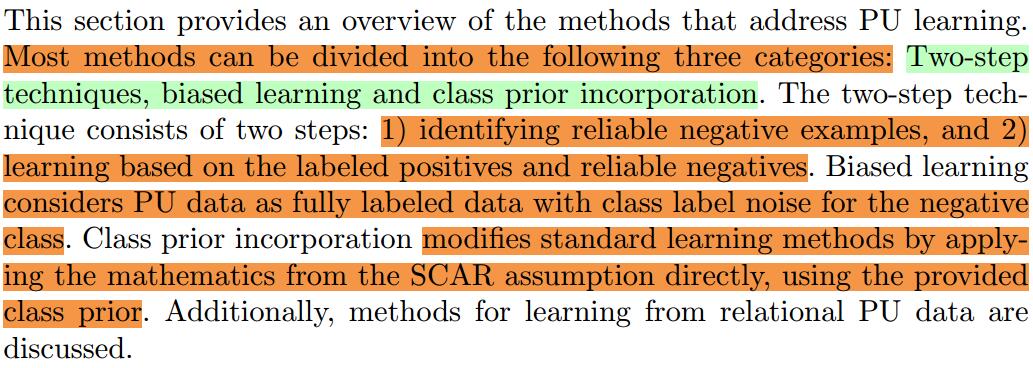 This section provides an overview of the methods that address PU learning.
Most methods can be divided into the following three categories: Two-step
techniques, biased learning and class prior incorporation. The two-step tech-
nique consists of two steps: 1) identifying reliable negative examples, and 2)
learning based on the labeled positives and reliable negatives. Biased learning
considers PU data as fully labeled data with class label noise for the negative
class. Class prior incorporation modifies standard learning methods by apply-
ing the mathematics from the SCAR assumption directly, using the provided
class prior. Additionally, methods for learning from relational PU data are
discussed.